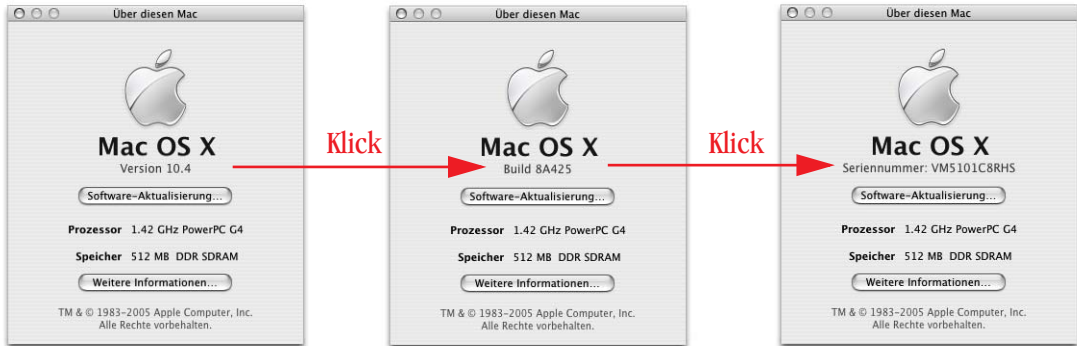 Über diesen Mac
Mac OS X
Version 10.4
Software-Aktualisierung...
Prozessor 1.42 GHz PowerPC G4
Speicher 512 MB DDR SDRAM
Weitere Informationen...
TM & © 1983–2005 Apple Computer, Inc.
Alle Rechte vorbehalten.
Klick
Über diesen Mac
Mac OS X
Build 8A425
Software-Aktualisierung...
Prozessor 1.42 GHz PowerPC G4
Speicher 512 MB DDR SDRAM
Weitere Informationen...
TM & © 1983–2005 Apple Computer, Inc.
Alle Rechte vorbehalten.
Klick
Über diesen Mac
Mac OS X
Seriennummer: VM5101C8RHS
Software-Aktualisierung...
Prozessor 1.42 GHz PowerPC G4
Speicher 512 MB DDR SDRAM
Weitere Informationen...
TM & © 1983–2005 Apple Computer, Inc.
Alle Rechte vorbehalten.